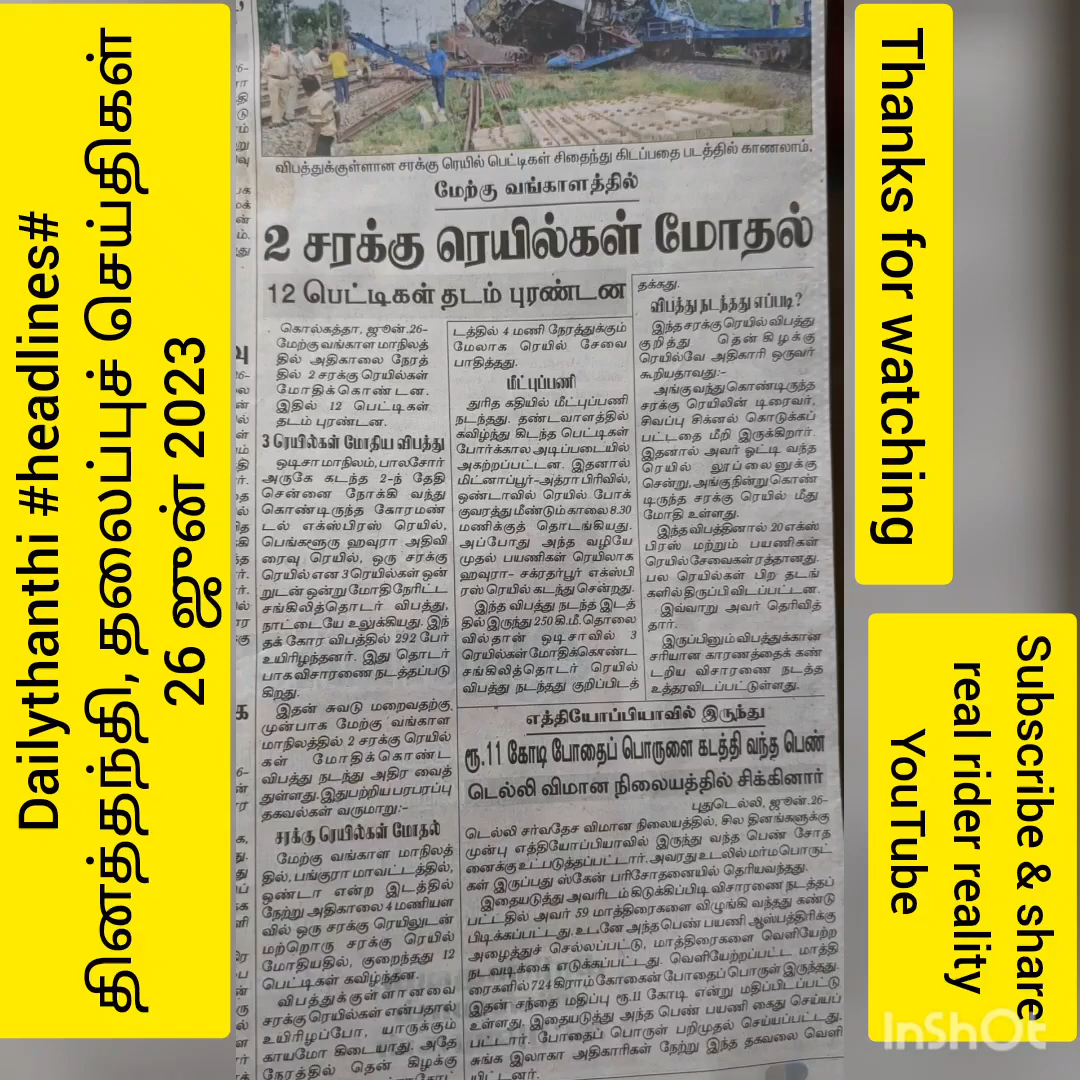 Dailythanthi #headlines#
தினத்தந்தி, தலைப்புச் செய்திகள்
26 ஜுன் 2023
விபத்துக்குள்ளான சரக்கு ரெயில் பெட்டிகள் சிதைந்து கிடப்பதை படத்தில் காணலாம்.
மேற்கு வங்காளத்தில்
2 சரக்கு ரெயில்கள் மோதல்
12 பெட்டிகள் தடம் புரண்டன
கொல்கத்தா, ஜூன்.26-
மேற்கு வங்காள மாநிலத்
தில் அதிகாலை நேரத்
தில் 2 சரக்கு ரெயில்கள்
மோதிக்கொண்டன.
இதில் 12 பெட்டிகள்
தடம் புரண்டன.
3 ரெயில்கள் மோதிய விபத்து
ஒடிசா மாநிலம், பாலசோர்
அருகே கடந்த 2-ந் தேதி
சென்னை நோக்கி வந்து
கொண்டிருந்த கோரமண்
டல் எக்ஸ்பிரஸ் ரெயில்,
பெங்களூரு ஹவுரா அதிவி
ரைவு ரெயில், ஒரு சரக்கு
ரெயில் என 3 ரெயில்கள் ஒன்
றுடன் ஒன்று மோதி நேரிட்ட
சங்கிலித்தொடர் விபத்து,
நாட்டையே உலுக்கியது. இந்
தக் கோர விபத்தில் 292 பேர்
உயிரிழந்தனர். இது தொடர்
பாக விசாரணை நடத்தப்படு
கிறது.
இதன் சுவடு மறைவதற்கு
முன்பாக மேற்கு வங்காள
மாநிலத்தில் 2 சரக்கு ரெயில்
கள் மோதிக்கொண்ட
விபத்து நடந்து அதிர வைத்
துள்ளது. இதுபற்றிய பரபரப்பு
தகவல்கள் வருமாறு:-
சரக்கு ரெயில்கள் மோதல்
மேற்கு வங்காள மாநிலத்
தில், பங்குரா மாவட்டத்தில்,
ஒண்டா என்ற இடத்தில்
நேற்று அதிகாலை 4 மணியள
வில் ஒரு சரக்கு ரெயிலுடன்
மற்றொரு சரக்கு ரெயில்
மோதியதில், குறைந்தது 12
பெட்டிகள் கவிழ்ந்தன.
விபத்துக்குள்ளானவை
சரக்கு ரெயில்கள் என்பதால்
உயிரிழப்போ, யாருக்கும்
காயமோ கிடையாது. அதே
நேரத்தில் தென் கிழக்கு
டத்தில் 4 மணி நேரத்துக்கும்
மேலாக ரெயில் சேவை
பாதித்தது.
மீட்புப்பணி
துரித கதியில் மீட்புப்பணி
நடந்தது. தண்டவாளத்தில்
கவிழ்ந்து கிடந்த பெட்டிகள்
போர்க்கால அடிப்படையில்
அகற்றப்பட்டன. இதனால்
மிட்னாப்பூர்-அத்ரா பிரிவில்,
ஒண்டாவில் ரெயில் போக்
குவரத்து மீண்டும் காலை 8.30
மணிக்குத் தொடங்கியது.
அப்போது அந்த வழியே
முதல் பயணிகள் ரெயிலாக
ஹவுரா- சக்ரதர்பூர் எக்ஸ்பி
ரஸ் ரெயில் கடந்து சென்றது.
இந்த விபத்து நடந்த இடத்
தில் இருந்து 250 கி.மீ. தொலை
வில்தான் ஒடிசாவில் 3
ரெயில்கள் மோதிக்கொண்ட
சங்கிலித்தொடர் ரெயில்
விபத்து நடந்தது குறிப்பிடத்
தக்கது.
விபத்து நடந்தது எப்படி?
இந்த சரக்கு ரெயில் விபத்து
குறித்து தென் கிழக்கு
ரெயில்வே அதிகாரி ஒருவர்
கூறியதாவது:-
அங்கு வந்து கொண்டிருந்த
சரக்கு ரெயிலின் டிரைவர்,
சிவப்பு சிக்னல் கொடுக்கப்
பட்டதை மீறி இருக்கிறார்.
இதனால் அவர் ஓட்டி வந்த
ரெயில் லூப்லைனுக்கு
சென்று, அங்கு நின்று கொண்
டிருந்த சரக்கு ரெயில் மீது
மோதி உள்ளது.
இந்த விபத்தினால் 20 எக்ஸ்
பிரஸ் மற்றும் பயணிகள்
ரெயில் சேவைகள் ரத்தானது.
பல ரெயில்கள் பிற தடங்
களில் திருப்பி விடப்பட்டன.
இவ்வாறு அவர் தெரிவித்
தார்.
இருப்பினும் விபத்துக்கான
சரியான காரணத்தைக் கண்
டறிய விசாரணை நடத்த
உத்தரவிடப்பட்டுள்ளது.
எத்தியோப்பியாவில் இருந்து
ரூ.11 கோடி போதைப் பொருளை கடத்தி வந்த பெண்
டெல்லி விமான நிலையத்தில் சிக்கினார்
புதுடெல்லி, ஜூன்.26-
டெல்லி சர்வதேச விமான நிலையத்தில், சில தினங்களுக்கு
முன்பு எத்தியோப்பியாவில் இருந்து வந்த பெண் சோத
னைக்கு உட்படுத்தப்பட்டார். அவரது உடலில் மர்மபொருட்
கள் இருப்பது ஸ்கேன் பரிசோதனையில் தெரியவந்தது.
இதையடுத்து அவரிடம் கிடுக்கிப்பிடி விசாரணை நடத்தப்
பட்டதில் அவர் 59 மாத்திரைகளை விழுங்கி வந்தது கண்டு
பிடிக்கப்பட்டது. உடனே அந்த பெண் பயணி ஆஸ்பத்திரிக்கு
அழைத்துச் செல்லப்பட்டு, மாத்திரைகளை வெளியேற்ற
நடவடிக்கை எடுக்கப்பட்டது. வெளியேற்றப்பட்ட மாத்தி
ரைகளில் 724 கிராம் கோகைன் போதைப்பொருள் இருந்தது.
இதன் சந்தை மதிப்பு ரூ.11 கோடி என்று மதிப்பிடப்பட்டு
உள்ளது. இதையடுத்து அந்த பெண் பயணி கைது செய்யப்
பட்டார். போதைப் பொருள் பறிமுதல் செய்யப்பட்டது.
சுங்க இலாகா அதிகாரிகள் நேற்று இந்த தகவலை வெளி
யிட்டனர்.
Thanks for watching
Subscribe & share
real rider reality
YouTube
InShOt